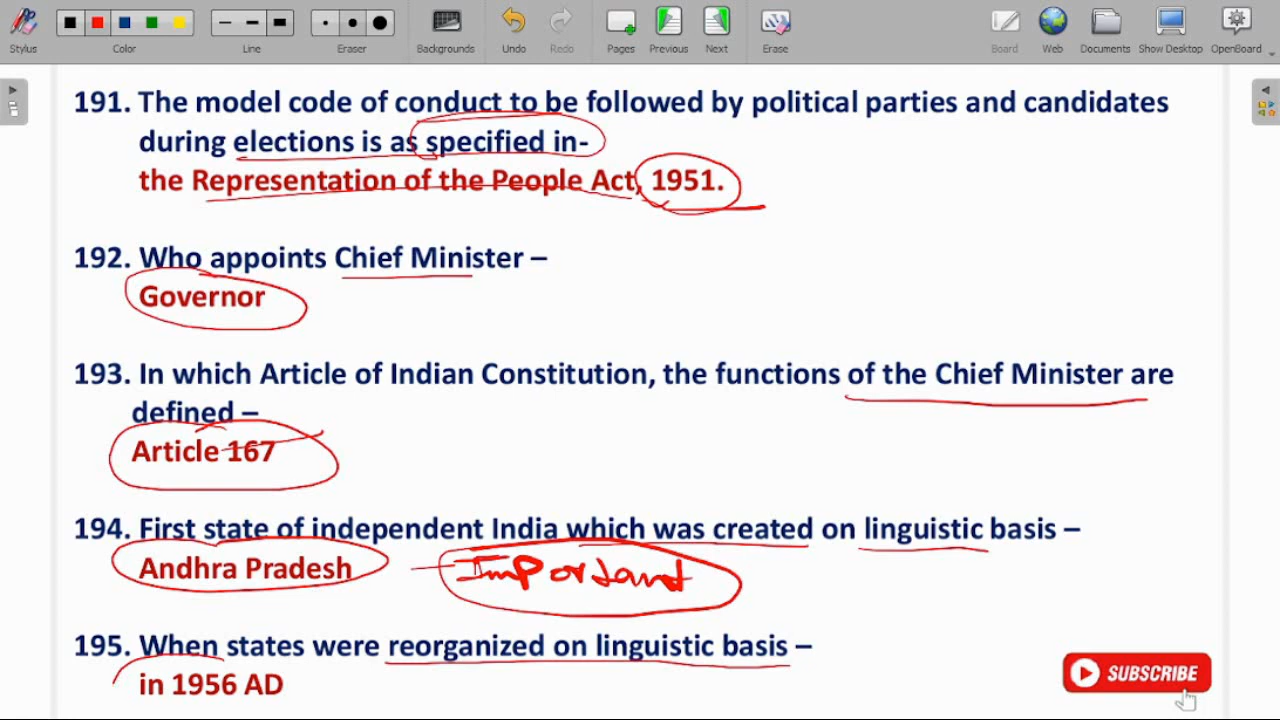 Stylus
Color
Line
Eraser
Backgrounds
Undo
Redo
Pages
Previous
Next
Erase
Board
Web
Documents
Show Desktop
OpenBoard
191. The model code of conduct to be followed by political parties and candidates
during elections is as specified in-
the Representation of the People Act, 1951.
192. Who appoints Chief Minister –
Governor
193. In which Article of Indian Constitution, the functions of the Chief Minister are
defined –
Article 167
194. First state of independent India which was created on linguistic basis –
Andhra Pradesh
Important
195. When states were reorganized on linguistic basis –
in 1956 AD
SUBSCRIBE